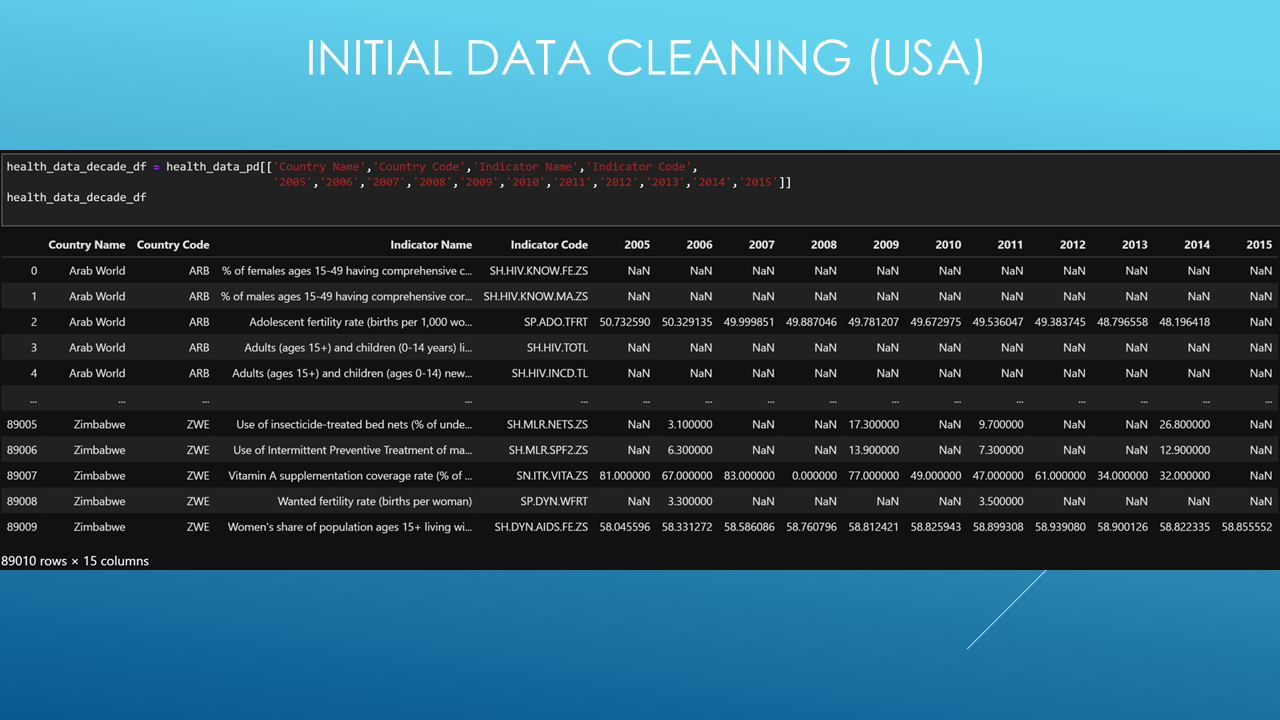 INITIAL DATA CLEANING (USA)
health_data_decade_df = health_data_pd[['Country Name','Country Code','Indicator Name','Indicator Code',
'2005','2006','2007','2008','2009','2010','2011','2012','2013','2014','2015']]
health_data_decade_df
Country Name Country Code Indicator Name Indicator Code 2005 2006 2007 2008 2009 2010 2011 2012 2013 2014 2015
0 Arab World ARB % of females ages 15-49 having comprehensive c... SH.HIV.KNOW.FE.ZS NaN NaN NaN NaN NaN NaN NaN NaN NaN NaN NaN
1 Arab World ARB % of males ages 15-49 having comprehensive cor... SH.HIV.KNOW.MA.ZS NaN NaN NaN NaN NaN NaN NaN NaN NaN NaN NaN
2 Arab World ARB Adolescent fertility rate (births per 1,000 wo... SP.ADO.TFRT 50.732590 50.329135 49.999851 49.887046 49.781207 49.672975 49.536047 49.383745 48.796558 48.196418 NaN
3 Arab World ARB Adults (ages 15+) and children (0-14 years) li... SH.HIV.TOTL NaN NaN NaN NaN NaN NaN NaN NaN NaN NaN NaN
4 Arab World ARB Adults (ages 15+) and children (ages 0-14) new... SH.HIV.INCD.TL NaN NaN NaN NaN NaN NaN NaN NaN NaN NaN NaN
... ... ... ... ... ... ... ... ... ... ... ... ... ... ... ...
89005 Zimbabwe ZWE Use of insecticide-treated bed nets (% of unde... SH.MLR.NETS.ZS NaN 3.100000 NaN NaN 17.300000 NaN 9.700000 NaN NaN 26.800000 NaN
89006 Zimbabwe ZWE Use of Intermittent Preventive Treatment of ma... SH.MLR.SPF2.ZS NaN 6.300000 NaN NaN 13.900000 NaN 7.300000 NaN NaN 12.900000 NaN
89007 Zimbabwe ZWE Vitamin A supplementation coverage rate (% of ... SN.ITK.VITA.ZS 81.000000 67.000000 83.000000 0.000000 77.000000 49.000000 47.000000 61.000000 34.000000 32.000000 NaN
89008 Zimbabwe ZWE Wanted fertility rate (births per woman) SP.DYN.WFRT NaN 3.300000 NaN NaN NaN NaN 3.500000 NaN NaN NaN NaN
89009 Zimbabwe ZWE Women's share of population ages 15+ living wi... SH.DYN.AIDS.FE.ZS 58.045596 58.331272 58.586086 58.760796 58.812421 58.825943 58.899308 58.939080 58.900126 58.822335 58.855552
89010 rows × 15 columns